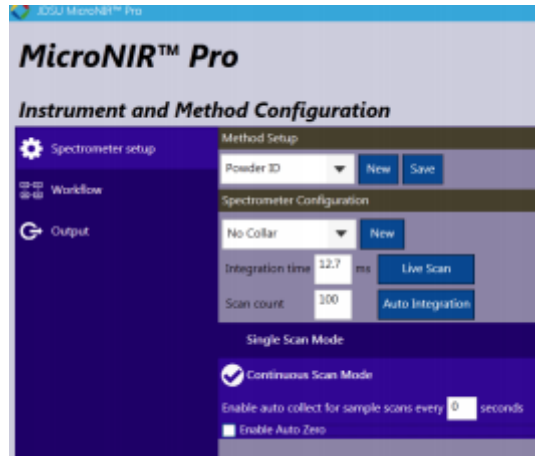 JDSU MicroNIR™ Pro
MicroNIR™ Pro
Instrument and Method Configuration
Spectrometer setup
Workflow
Output
Method Setup
Powder ID
New
Save
Spectrometer Configuration
No Collar
New
Integration time 12.7 ms
Live Scan
Scan count 100
Auto Integration
Single Scan Mode
Continuous Scan Mode
Enable auto collect for sample scans every 0 seconds
Enable Auto Zero